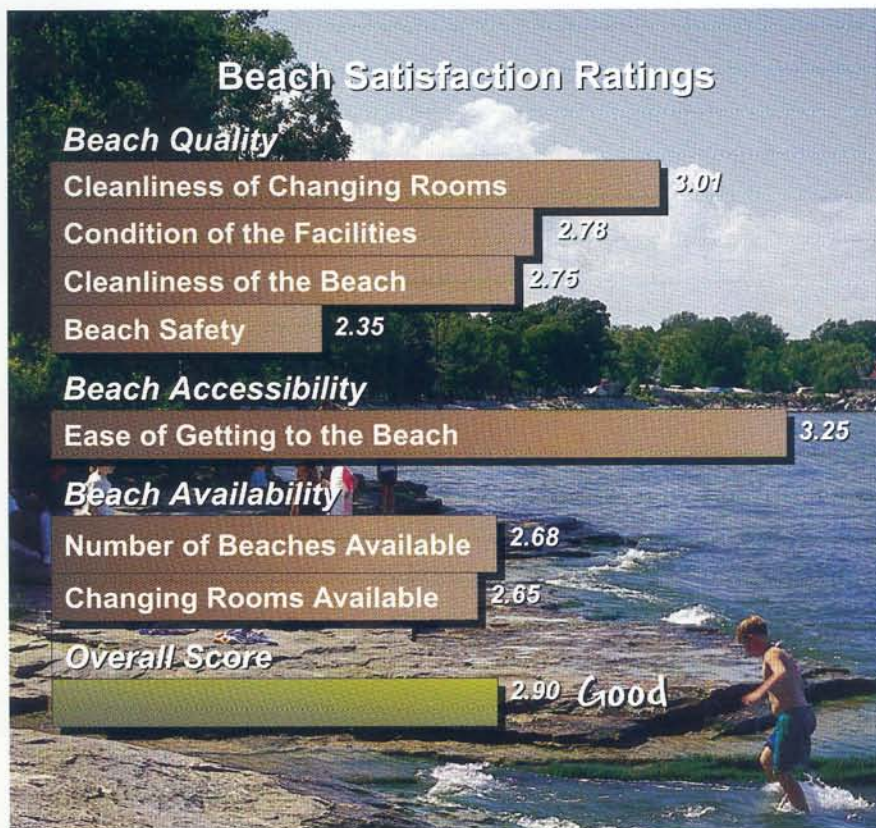 Beach Satisfaction Ratings
Beach Quality
Cleanliness of Changing Rooms 3.01
Condition of the Facilities 2.78
Cleanliness of the Beach 2.75
Beach Safety 2.35
Beach Accessibility
Ease of Getting to the Beach 3.25
Beach Availability
Number of Beaches Available 2.68
Changing Rooms Available 2.65
Overall Score
2.90 Good